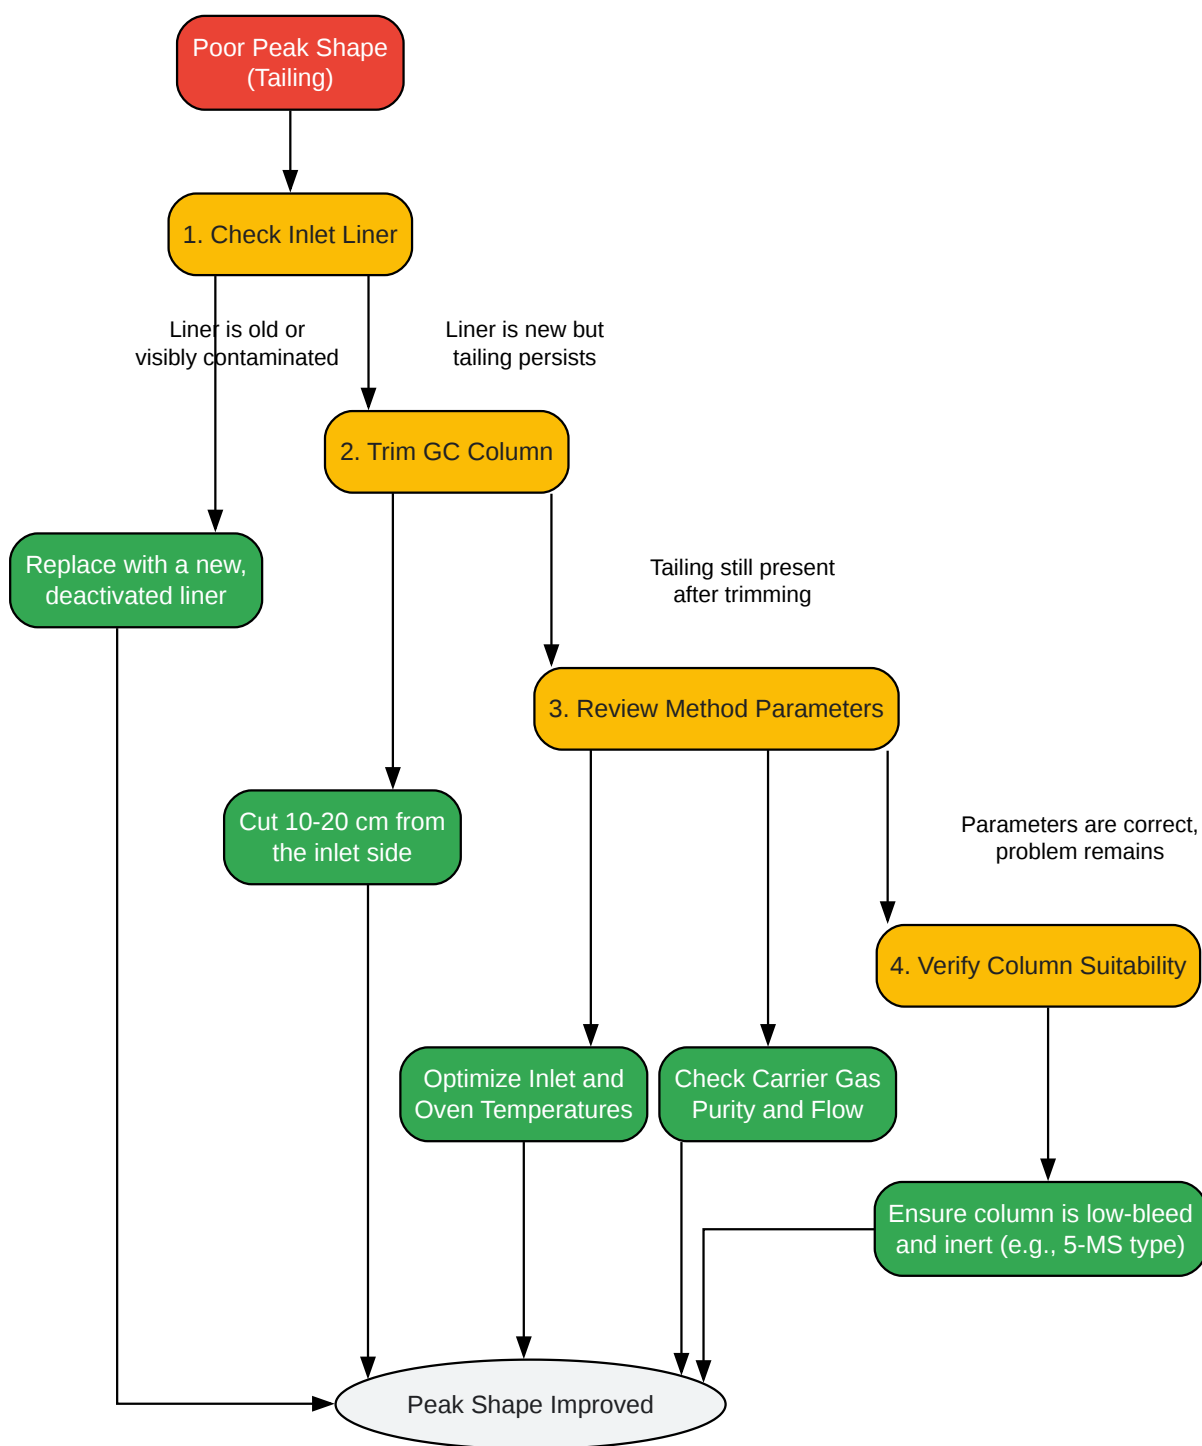 Poor Peak Shape
(Tailing)
1. Check Inlet Liner
Liner is old or
visibly contaminated
Liner is new but
tailing persists
2. Trim GC Column
Replace with a new,
deactivated liner
Tailing still present
after trimming
3. Review Method Parameters
Cut 10-20 cm from
the inlet side
Parameters are correct,
problem remains
4. Verify Column Suitability
Optimize Inlet and
Oven Temperatures
Check Carrier Gas
Purity and Flow
Ensure column is low-bleed
and inert (e.g., 5-MS type)
Peak Shape Improved